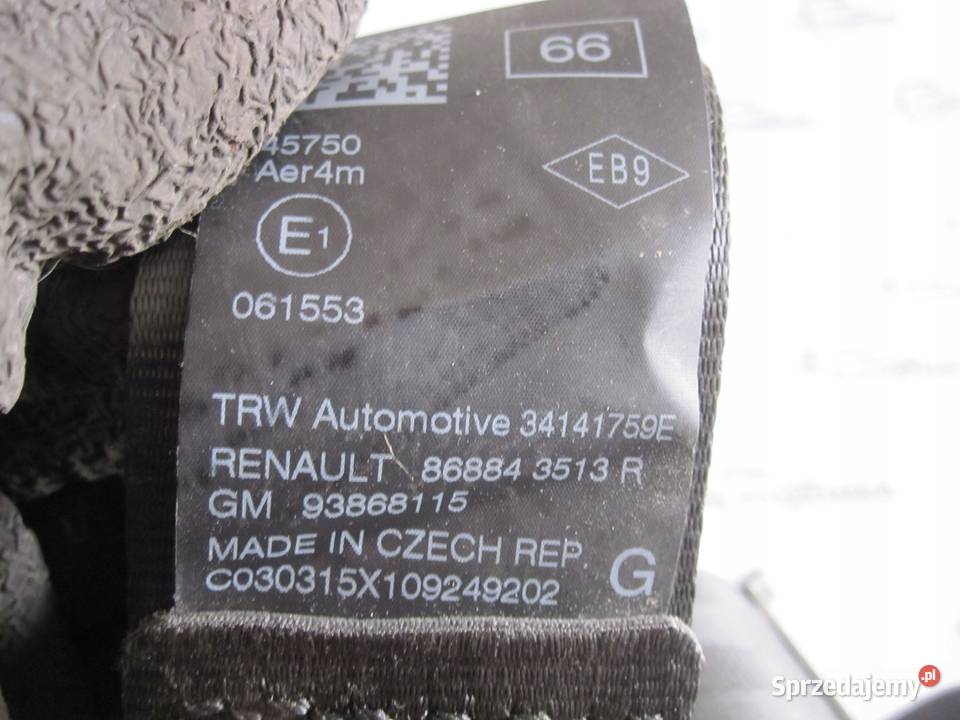 66
45750
Aer4m
EB9
E1
061553
TRW Automotive 34141759E
RENAULT 86884 3513 R
GM 93868115
MADE IN CZECH REP.
C030315X109249202
G
Sprzedajemy.pl